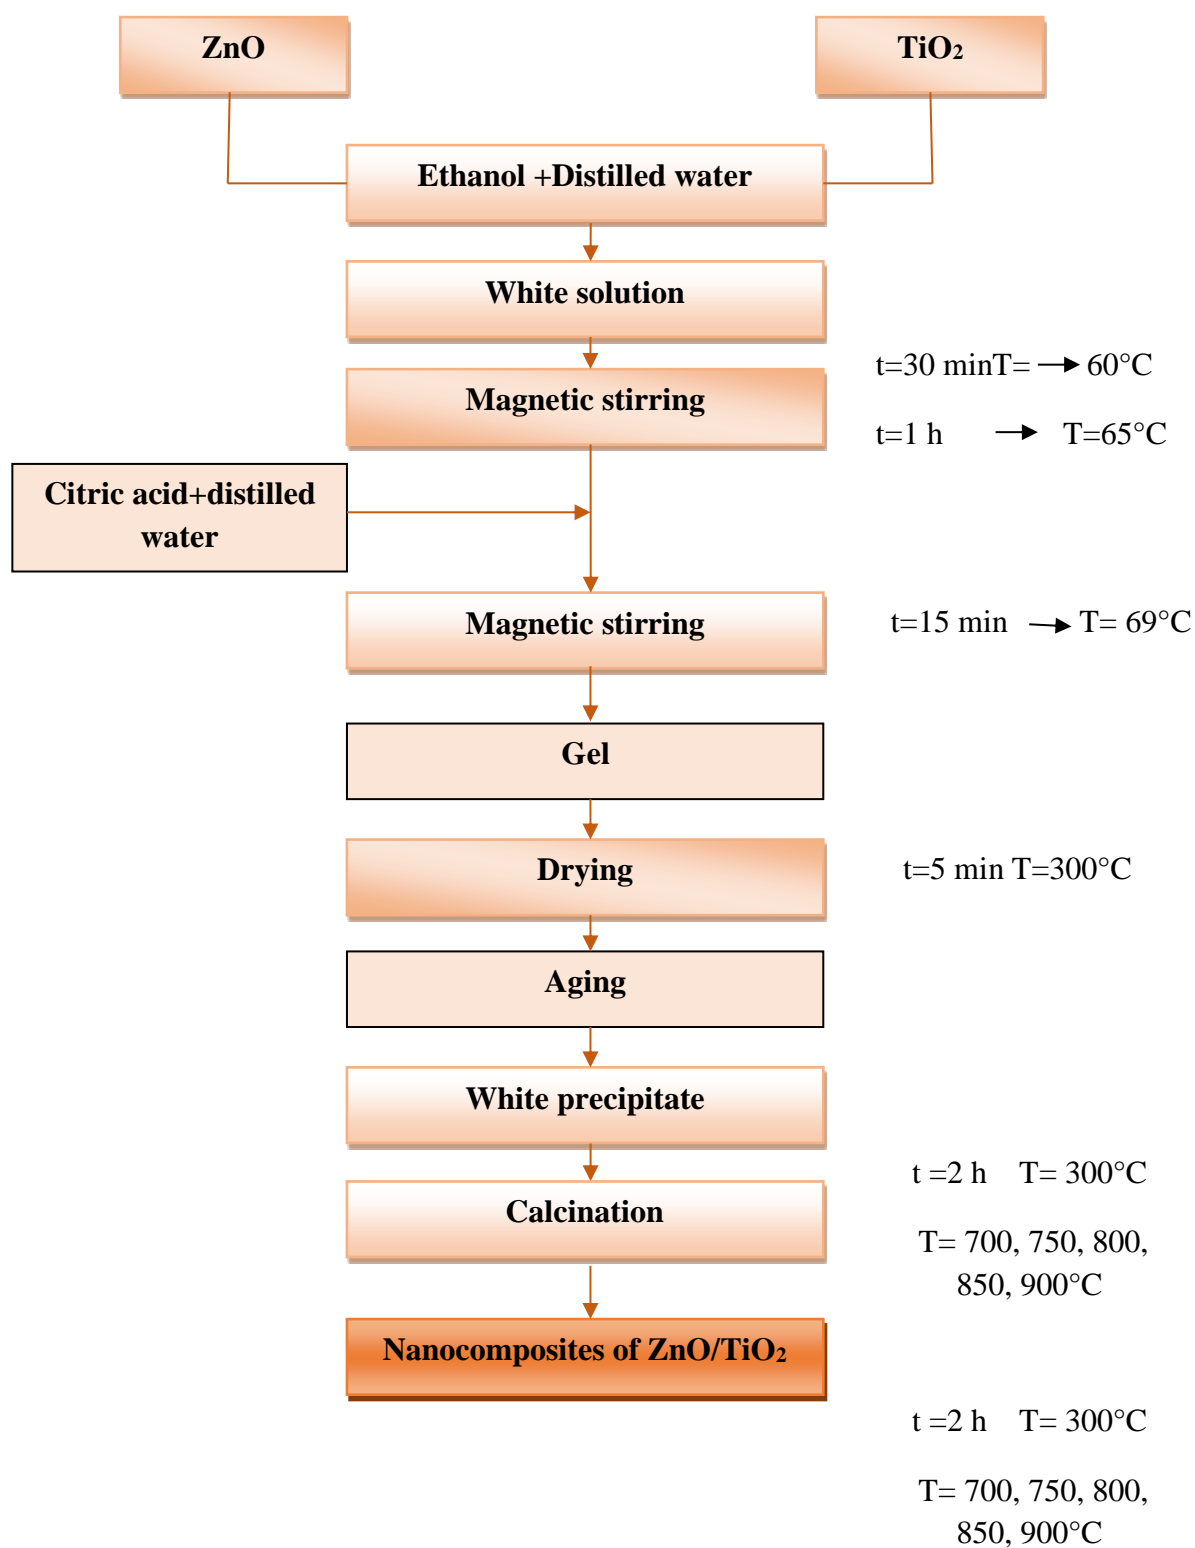 ZnO
TiO₂
Ethanol +Distilled water
White solution
t=30 minT= → 60°C
Magnetic stirring
t=1 h → T=65°C
Citric acid+distilled
water
Magnetic stirring
t=15 min → T= 69°C
Gel
Drying
t=5 min T=300°C
Aging
White precipitate
t =2 h T= 300°C
Calcination
T= 700, 750, 800,
850, 900°C
Nanocomposites of ZnO/TiO₂
t =2 h T= 300°C
T= 700, 750, 800,
850, 900°C